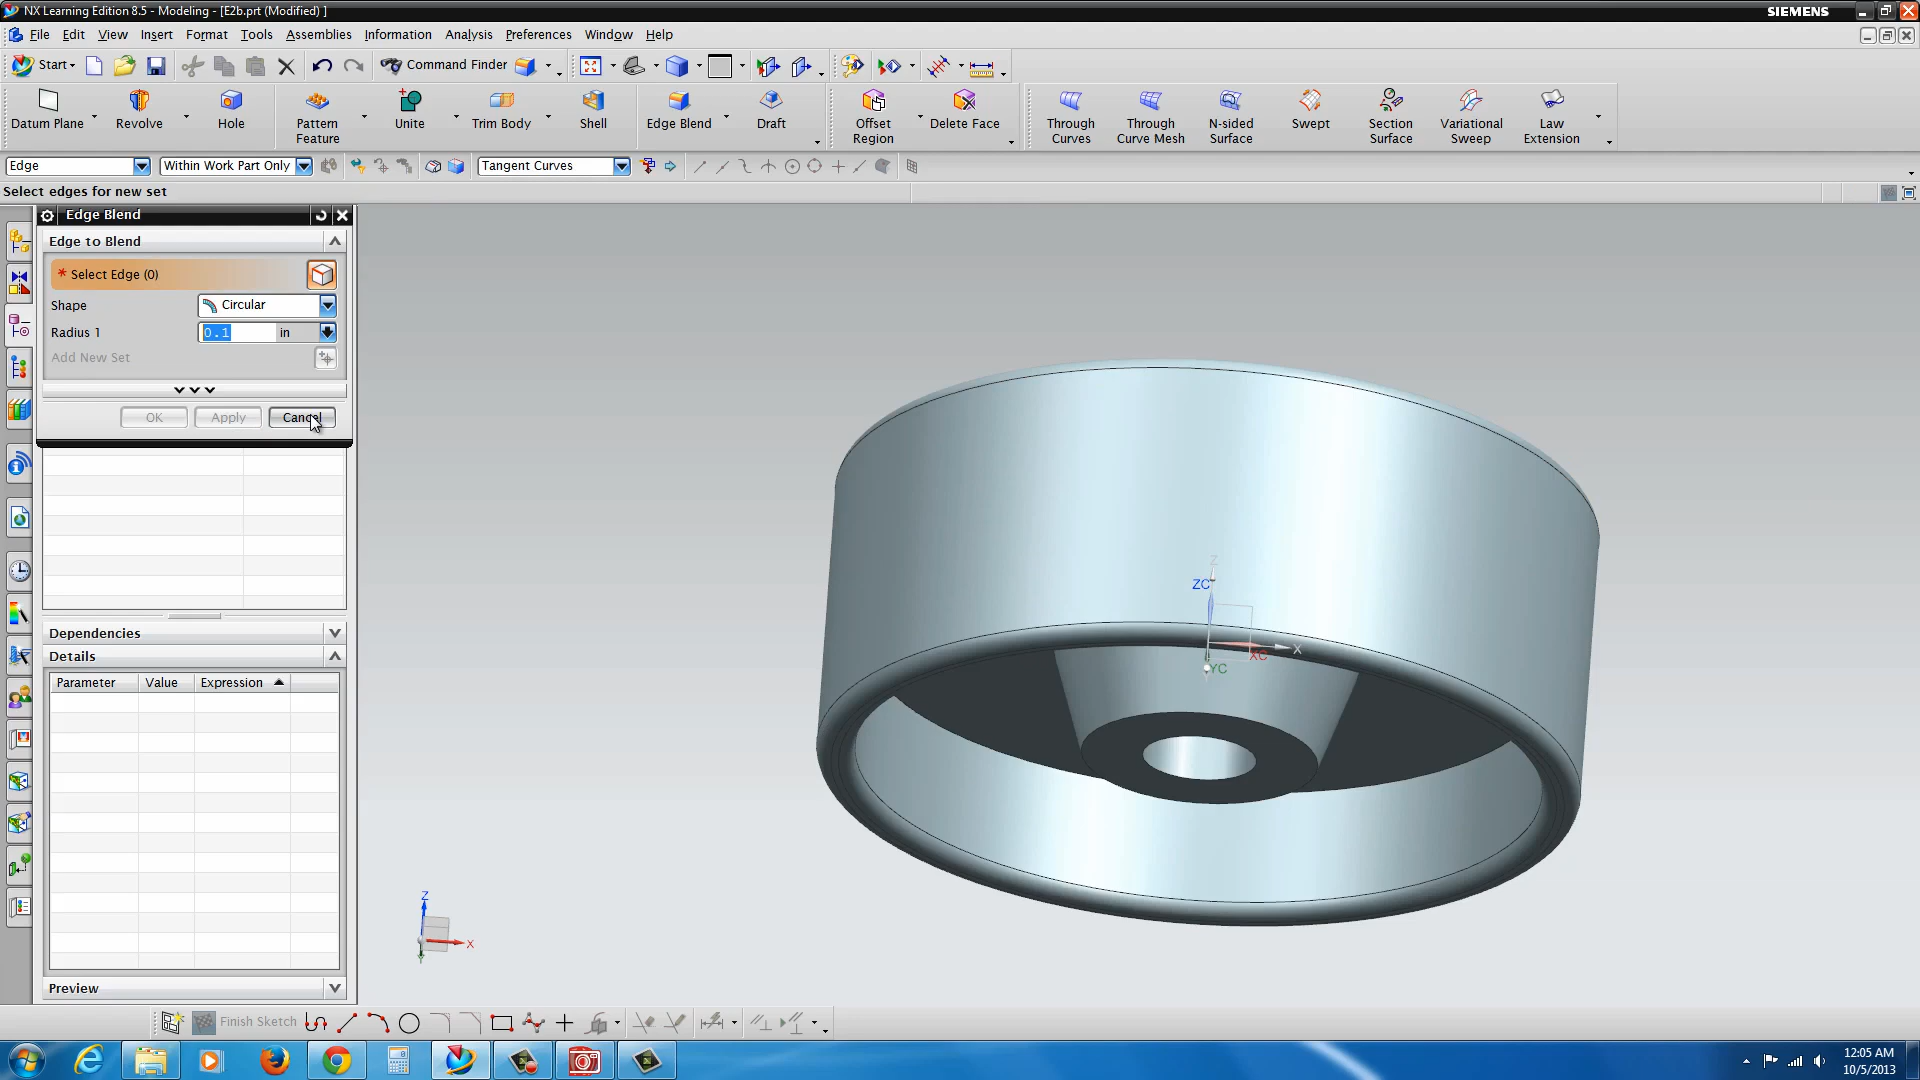 NX Learning Edition 8.5 - Modeling - [E2b.prt (Modified) ]
SIEMENS
File Edit View Insert Format Tools Assemblies Information Analysis Preferences Window Help
Start
Command Finder
Datum Plane
Revolve
Hole
Pattern Feature
Unite
Trim Body
Shell
Edge Blend
Draft
Offset Region
Delete Face
Through Curves
Through Curve Mesh
N-sided Surface
Swept
Section Surface
Variational Sweep
Law Extension
Edge
Within Work Part Only
Tangent Curves
Select edges for new set
Edge Blend
Edge to Blend
* Select Edge (0)
Shape
Circular
Radius 1
0.1
in
Add New Set
OK
Apply
Cancel
Dependencies
Details
Parameter Value Expression
Preview
Z
ZC
X
XC
YC
Z
X
Finish Sketch
12:05 AM
10/5/2013